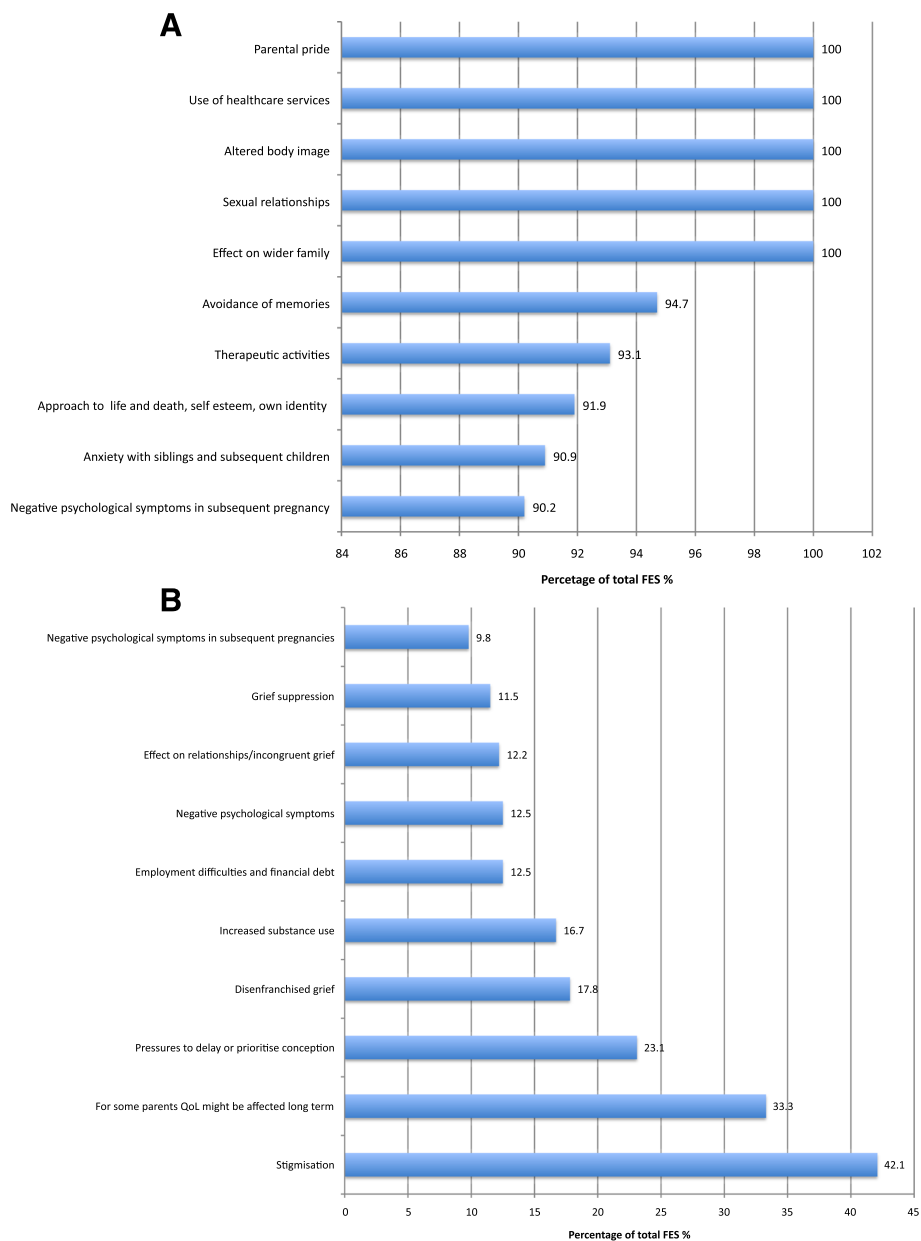 A
Parental pride 100
Use of healthcare services 100
Altered body image 100
Sexual relationships 100
Effect on wider family 100
Avoidance of memories 94.7
Therapeutic activities 93.1
Approach to life and death, self esteem, own identity 91.9
Anxiety with siblings and subsequent children 90.9
Negative psychological symptoms in subsequent pregnancy 90.2
84 86 88 90 92 94 96 98 100 102
Percetage of total FES %
B
Negative psychological symptoms in subsequent pregnancies 9.8
Grief suppression 11.5
Effect on relationships/incongruent grief 12.2
Negative psychological symptoms 12.5
Employment difficulties and financial debt 12.5
Increased substance use 16.7
Disenfranchised grief 17.8
Pressures to delay or prioritise conception 23.1
For some parents QoL might be affected long term 33.3
Stigmisation 42.1
0 5 10 15 20 25 30 35 40 45
Percentage of total FES %